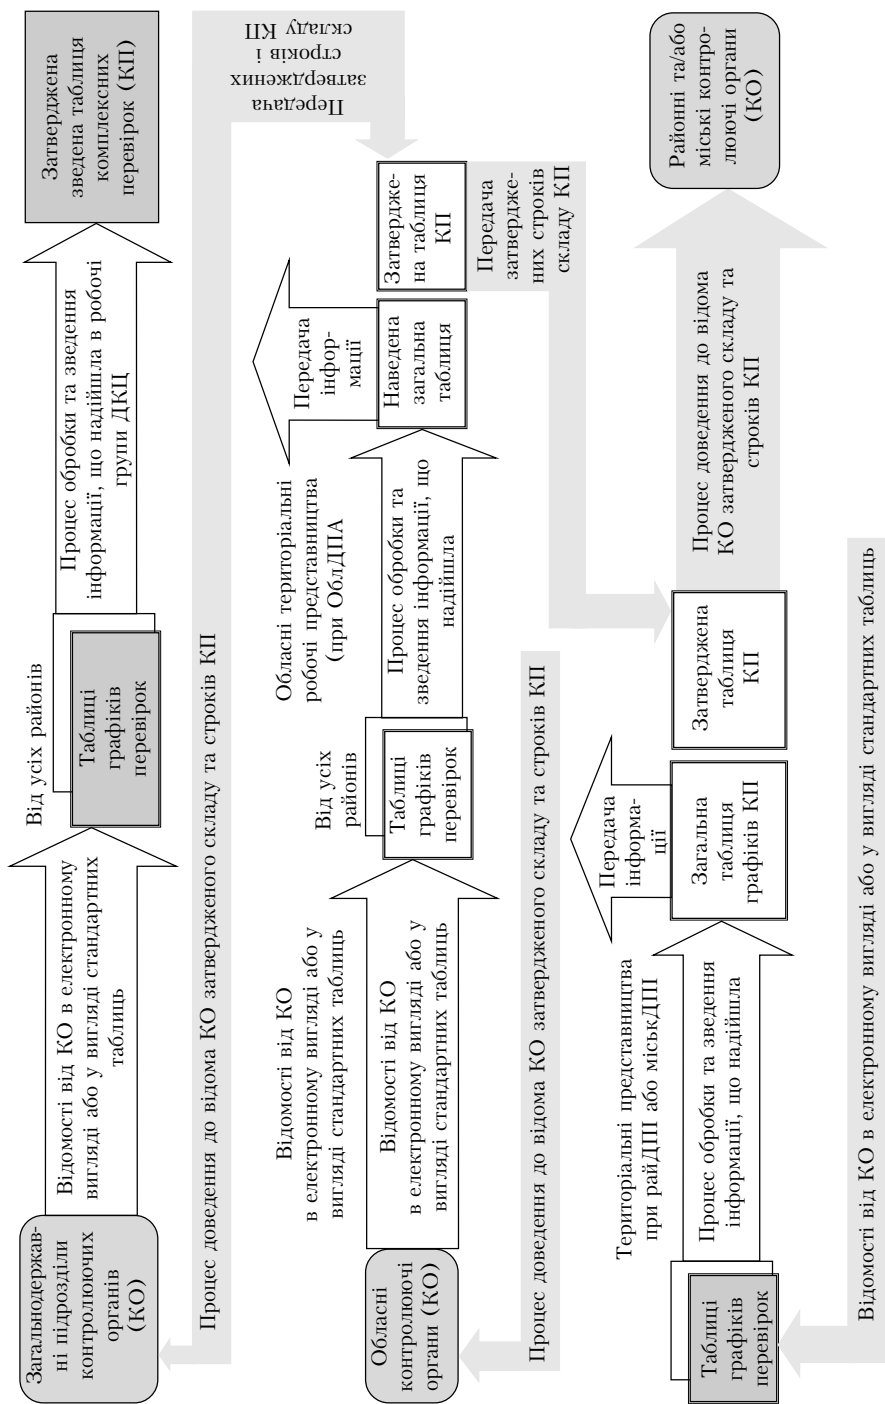 Загальнодержав-
ні підрозділи
контролюючих
органів
(КО)
Відомості від КО в електронному
вигляді або у вигляді стандартних
таблиць
Від усіх районів
Таблиці
графіків
перевірок
Процес обробки та зведення
інформації, що надійшла в робочі
групи ДКЦ
Затверджена
зведена таблиця
комплексних
перевірок (КП)
Процес доведення до відома КО затвердженого складу та строків КП
Передача
затверджених
строків і
складу КП
Обласні
контролюючі
органи (КО)
Відомості від КО
в електронному вигляді або у
вигляді стандартних таблиць
Відомості від КО
в електронному вигляді або у
вигляді стандартних таблиць
Від усіх
районів
Таблиці
графіків
перевірок
Обласні територіальні
робочі представництва
(при ОблДПА)
Процес обробки та
зведення інформації, що
надійшла
Передача
інфор-
мації
Наведена
загальна
таблиця
Затвердже-
на таблиця
КП
Передача
затвердже-
них строків
складу КП
Процес доведення до відома КО затвердженого складу та строків КП
Таблиці
графіків
перевірок
Територіальні представництва
при райДПІ або міськДПІ
Процес обробки та зведення
інформації, що надійшла
Передача
інформа-
ції
Загальна
таблиця
графіків КП
Затверджена
таблиця
КП
Процес доведення до відома
КО затвердженого складу та
строків КП
Районні та/або
міські контро-
люючі органи
(КО)
Відомості від КО в електронному вигляді або у вигляді стандартних таблиць